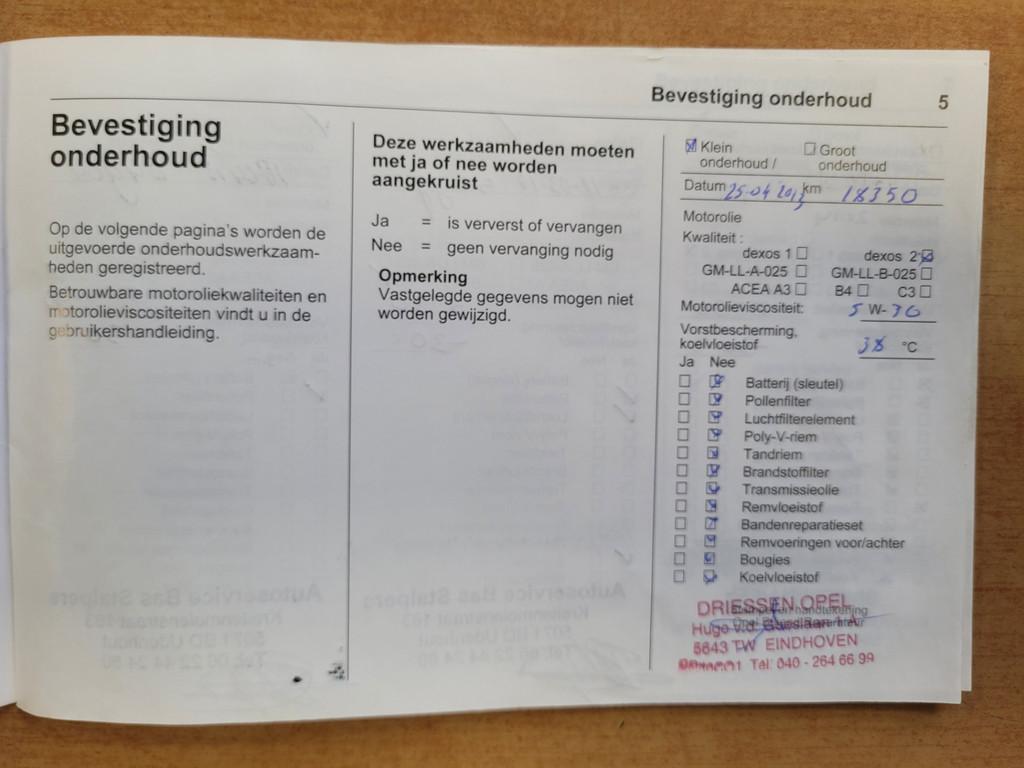 Bevestiging onderhoud 5
Bevestiging
onderhoud
Op de volgende pagina's worden de
uitgevoerde onderhoudswerkzaam-
heden geregistreerd.
Betrouwbare motoroliekwaliteiten en
motorolieviscositeiten vindt u in de
gebruikershandleiding.
Deze werkzaamheden moeten
met ja of nee worden
aangekruist
Ja = is ververst of vervangen
Nee = geen vervanging nodig
Opmerking
Vastgelegde gegevens mogen niet
worden gewijzigd.
Klein Groot
onderhoud / onderhoud
Datum 25-04 2013 km 18350
Motorolie
Kwaliteit :
dexos 1 dexos 2
GM-LL-A-025 GM-LL-B-025
ACEA A3 B4 C3
Motorolieviscositeit: 5 W-30
Vorstbescherming,
koelvloeistof 38 °C
Ja Nee
Batterij (sleutel)
Pollenfilter
Luchtfilterelement
Poly-V-riem
Tandriem
Brandstoffilter
Transmissieolie
Remvloeistof
Bandenreparatieset
Remvoeringen voor/achter
Bougies
Koelvloeistof
DRIESSEN OPEL
Hugo v.d.
5643 TW EINDHOVEN
Tel: 040 - 264 66 99